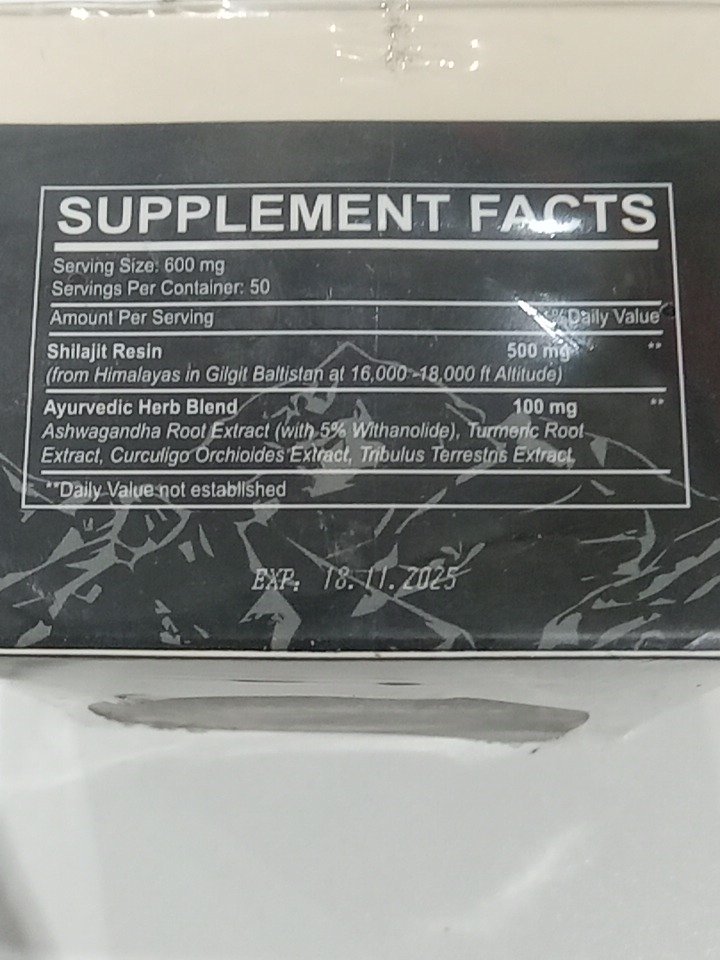 SUPPLEMENT FACTS
Serving Size: 600 mg
Servings Per Container: 50
Amount Per Serving %Daily Value
Shilajit Resin 500 mg **
(from Himalayas in Gilgit Baltistan at 16,000 -18,000 ft Altitude)
Ayurvedic Herb Blend 100 mg **
Ashwagandha Root Extract (with 5% Withanolide), Turmeric Root
Extract, Curculigo Orchioides Extract, Tribulus Terrestris Extract,
**Daily Value not established
EXP: 18.11.2025